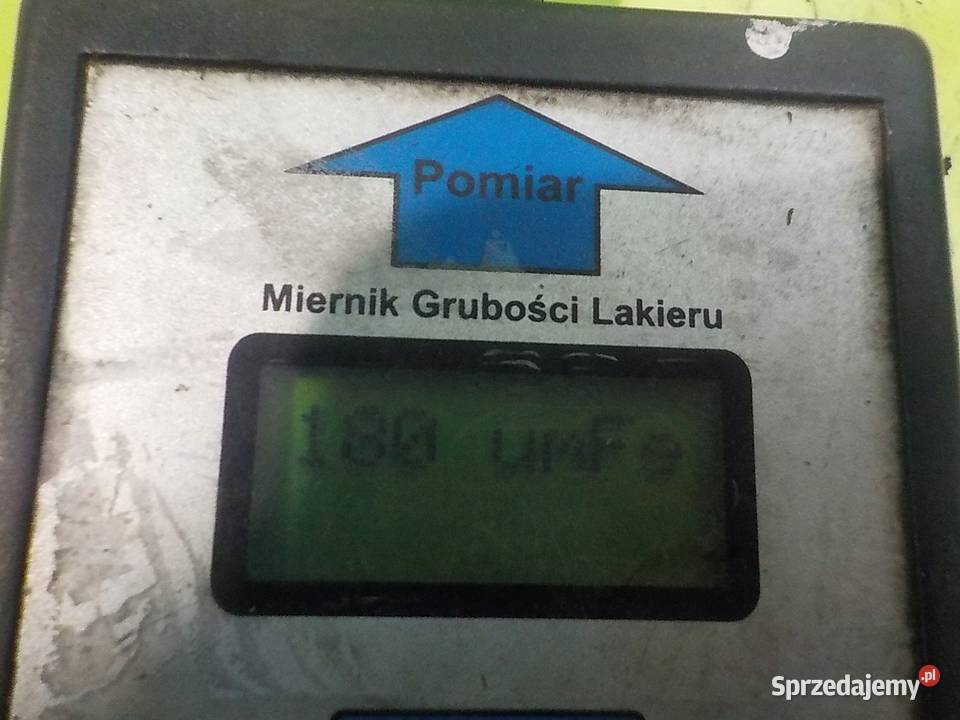 Pomiar
Miernik Grubości Lakieru
180 umFe
Sprzedajemy.pl